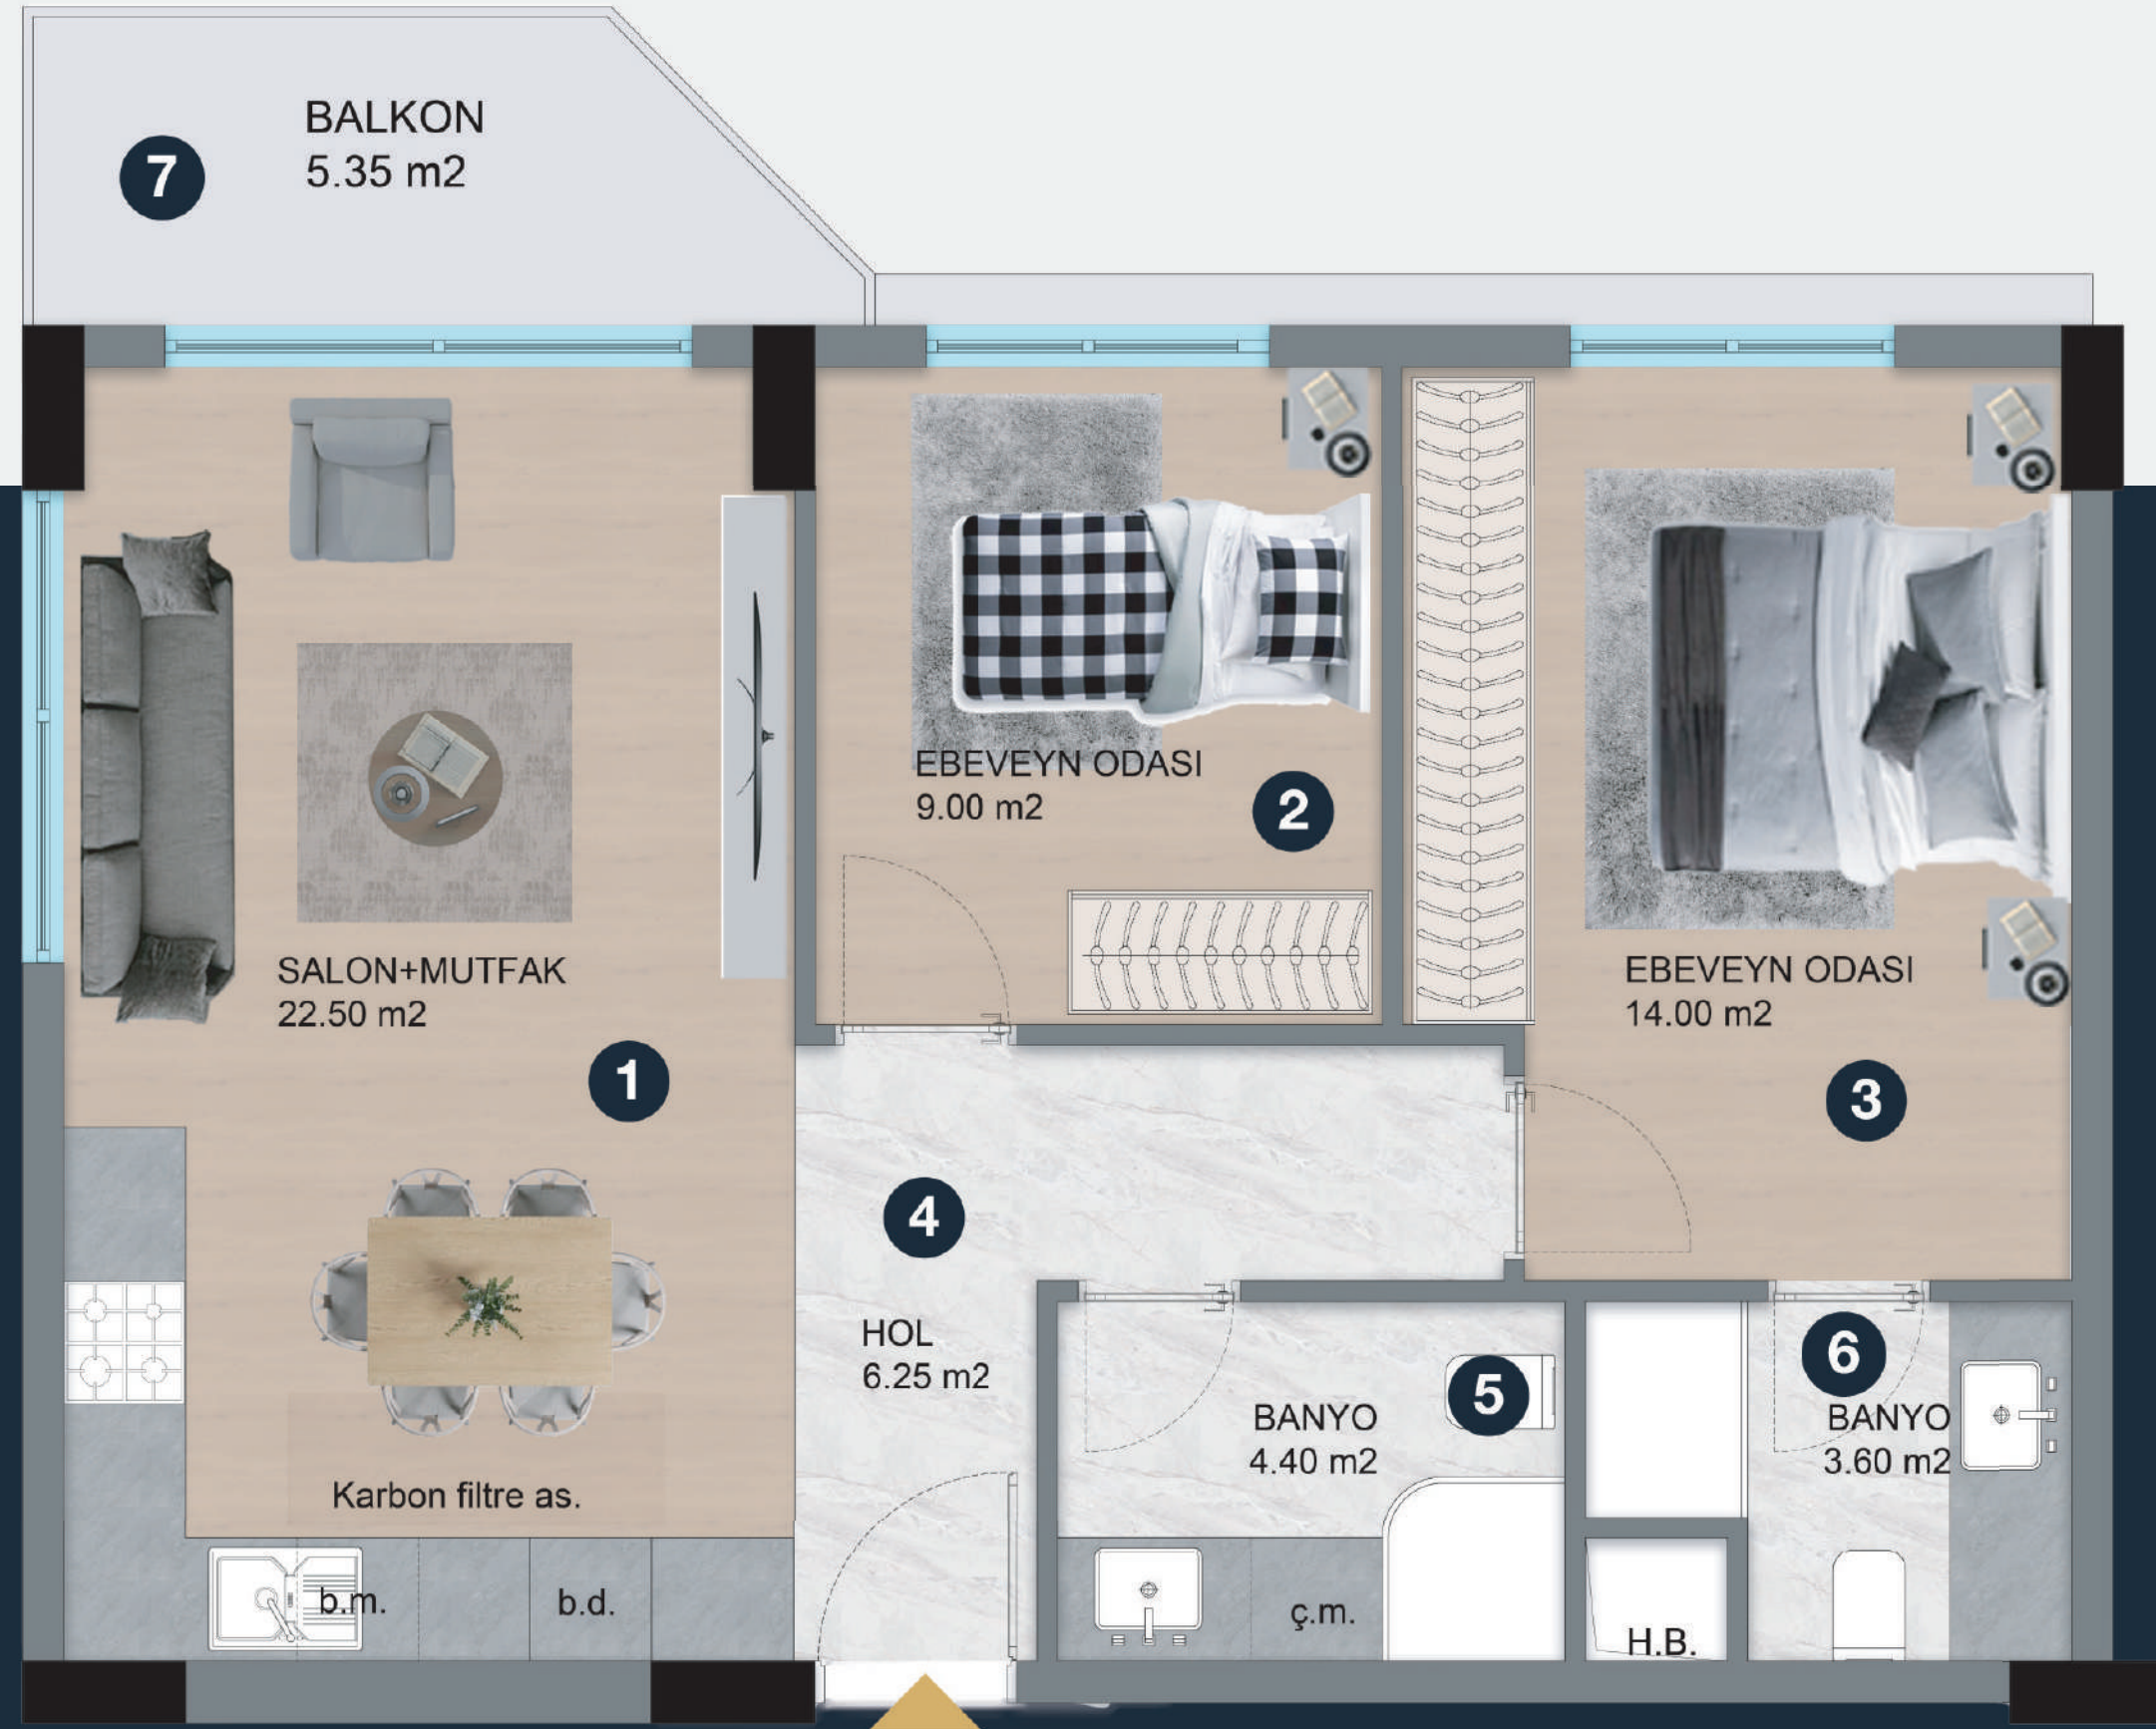 BALKON
5.35 m2
7
EBEVEYN ODASI
9.00 m2
2
SALON+MUTFAK
22.50 m2
1
EBEVEYN ODASI
14.00 m2
3
4
HOL
6.25 m2
5
BANYO
4.40 m2
6
BANYO
3.60 m2
Karbon filtre as.
b.m.
b.d.
ç.m.
H.B.